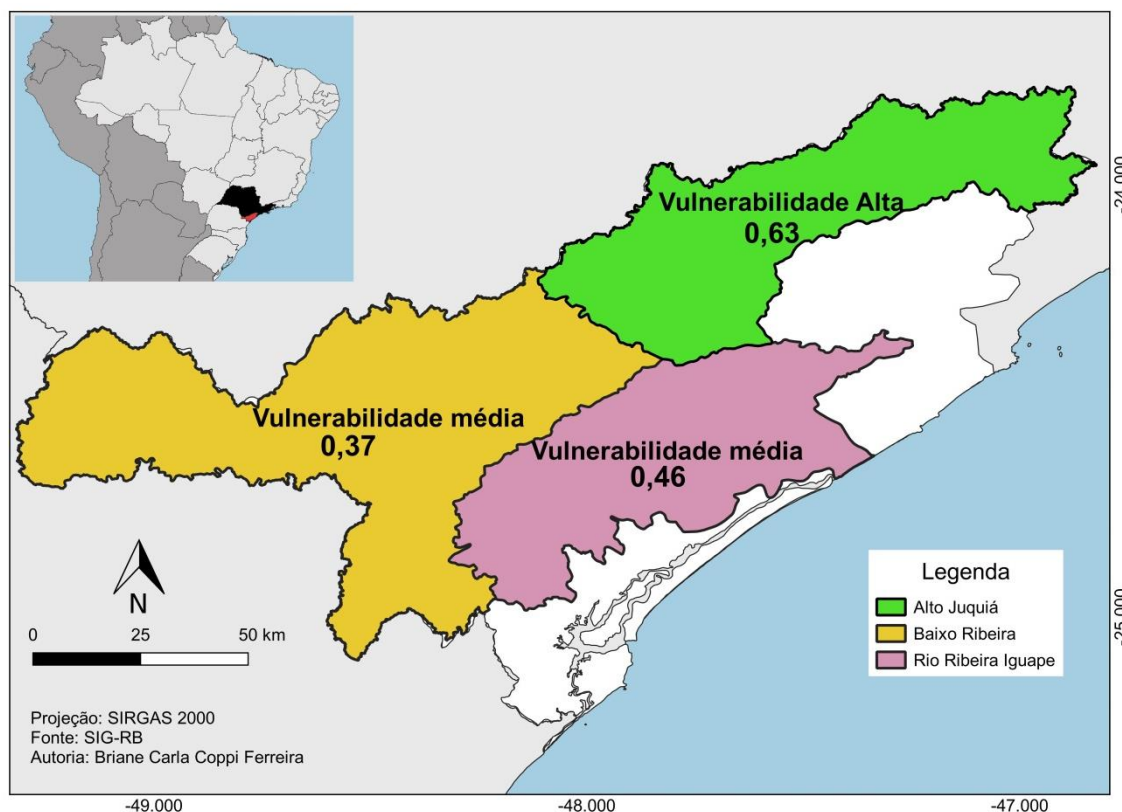 Vulnerabilidade Alta
0,63
-24.000
Vulnerabilidade média
0,37
Vulnerabilidade média
0,46
N
0 25 50 km
Legenda
Alto Juquiá
Baixo Ribeira
Rio Ribeira Iguape
-25.000
Projeção: SIRGAS 2000
Fonte: SIG-RB
Autoria: Briane Carla Coppi Ferreira
-49.000 -48.000 -47.000